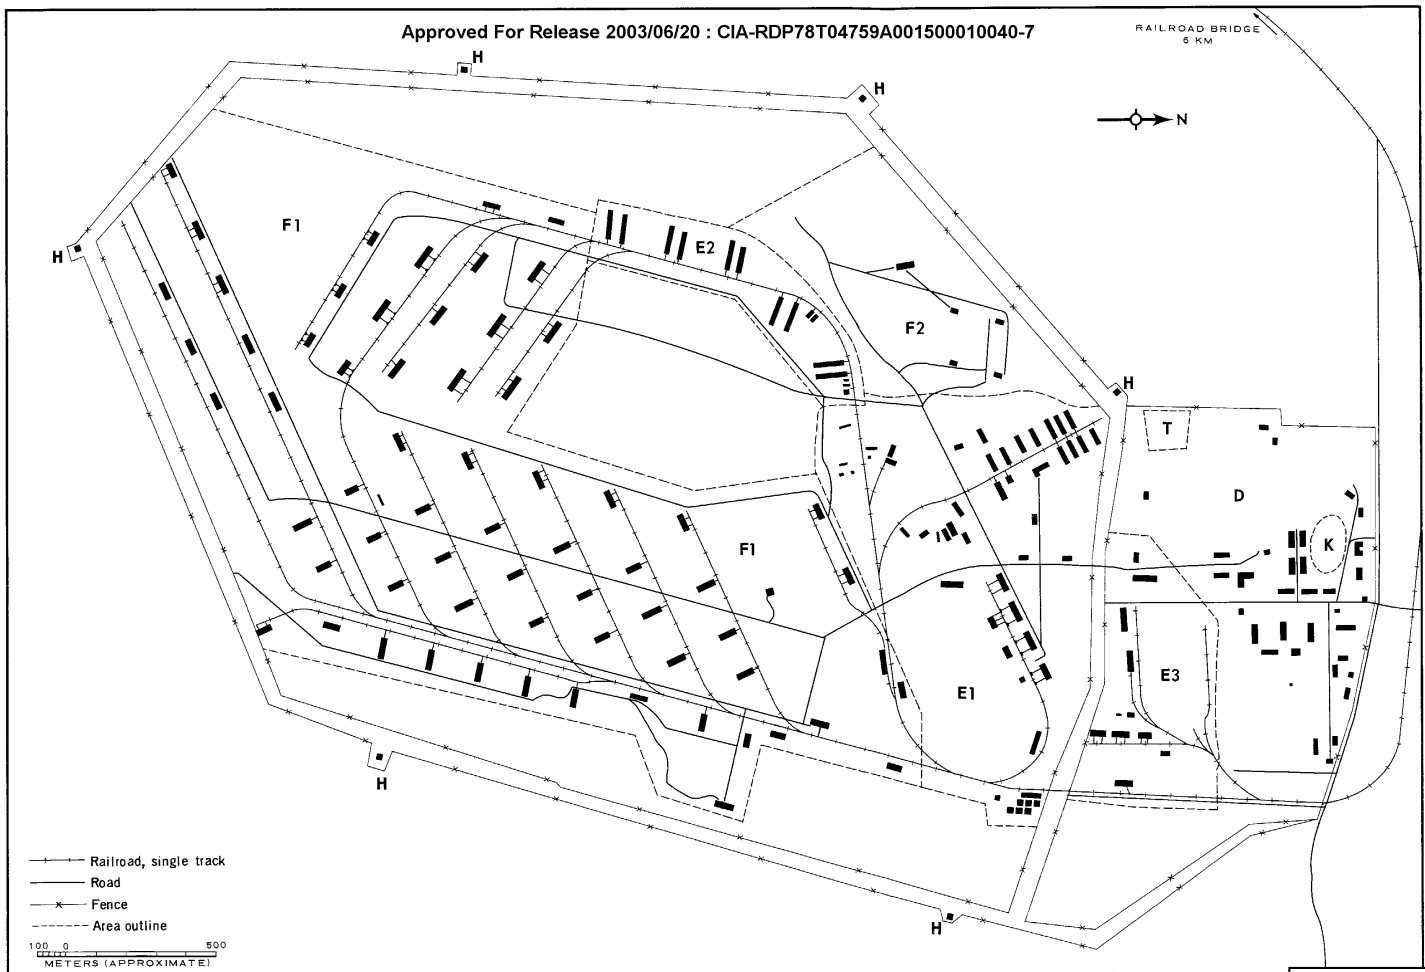 Approved For Release 2003/06/20 : CIA-RDP78T04759A001500010040-7
RAILROAD BRIDGE
6 KM
H
H
N
H
F1
E2
F2
H
T
D
K
F1
E1
E3
H
H
Railroad, single track
Road
Fence
Area outline
100 0 500
METERS (APPROXIMATE)